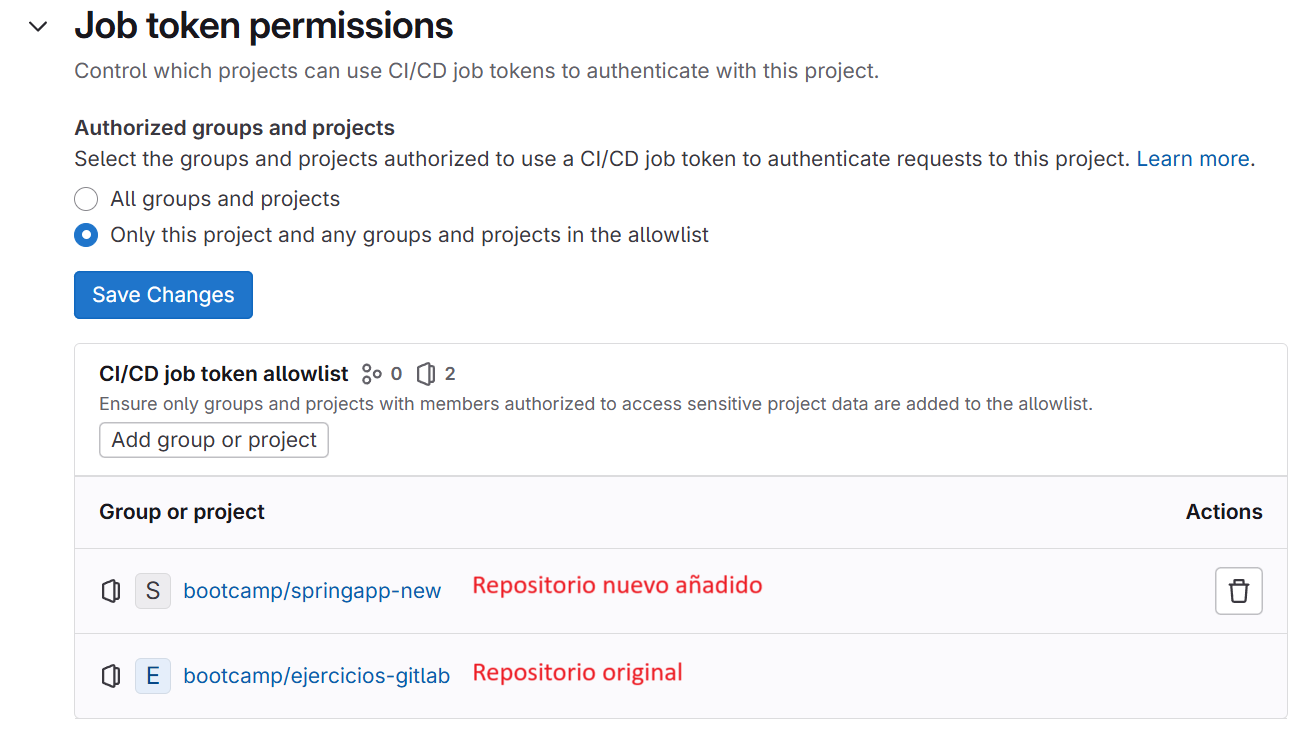 Job token permissions
Control which projects can use CI/CD job tokens to authenticate with this project.
Authorized groups and projects
Select the groups and projects authorized to use a CI/CD job token to authenticate requests to this project. Learn more.
All groups and projects
Only this project and any groups and projects in the allowlist
Save Changes
CI/CD job token allowlist 0 2
Ensure only groups and projects with members authorized to access sensitive project data are added to the allowlist.
Add group or project
Group or project Actions
S bootcamp/springapp-new Repositorio nuevo añadido
E bootcamp/ejercicios-gitlab Repositorio original